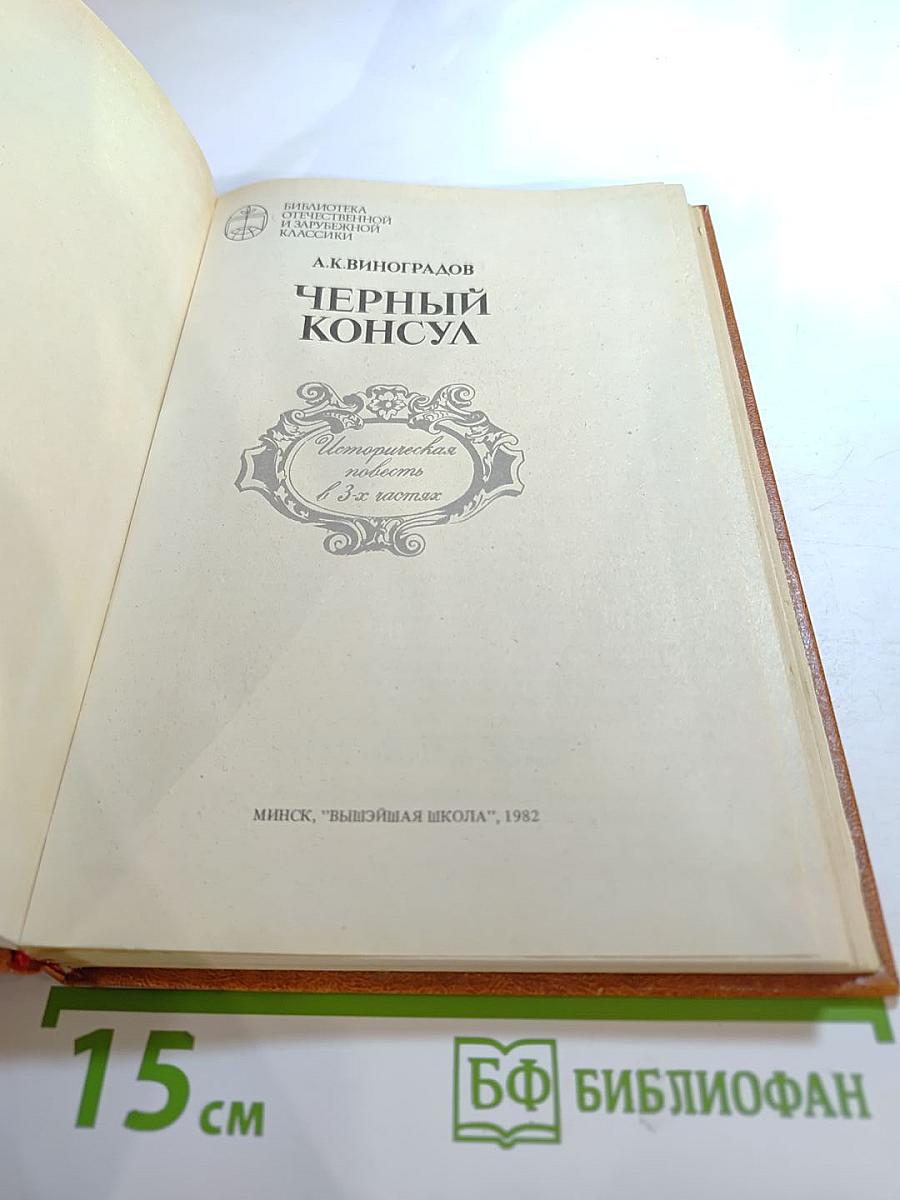 БИБЛИОТЕКА
ОТЕЧЕСТВЕННОЙ
И ЗАРУБЕЖНОЙ
КЛАССИКИ
А.К.ВИНОГРАДОВ
ЧЕРНЫЙ
КОНСУЛ
Историческая
повесть
в 3-х частях
МИНСК, "ВЫШЭЙШАЯ ШКОЛА", 1982
15 см
БФ БИБЛИОФАН